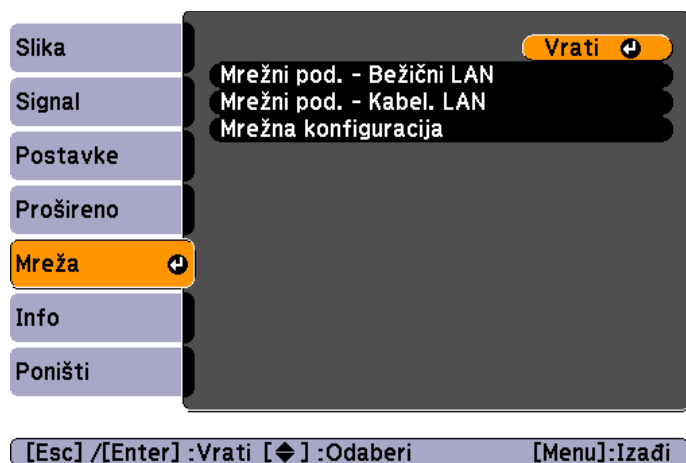 Slika
Signal
Postavke
Prošireno
Mreža
Info
Poništi
Vrati
Mrežni pod. - Bežični LAN
Mrežni pod. - Kabel. LAN
Mrežna konfiguracija
[Esc] /[Enter] :Vrati [◆] :Odaberi [Menu]:Izađi